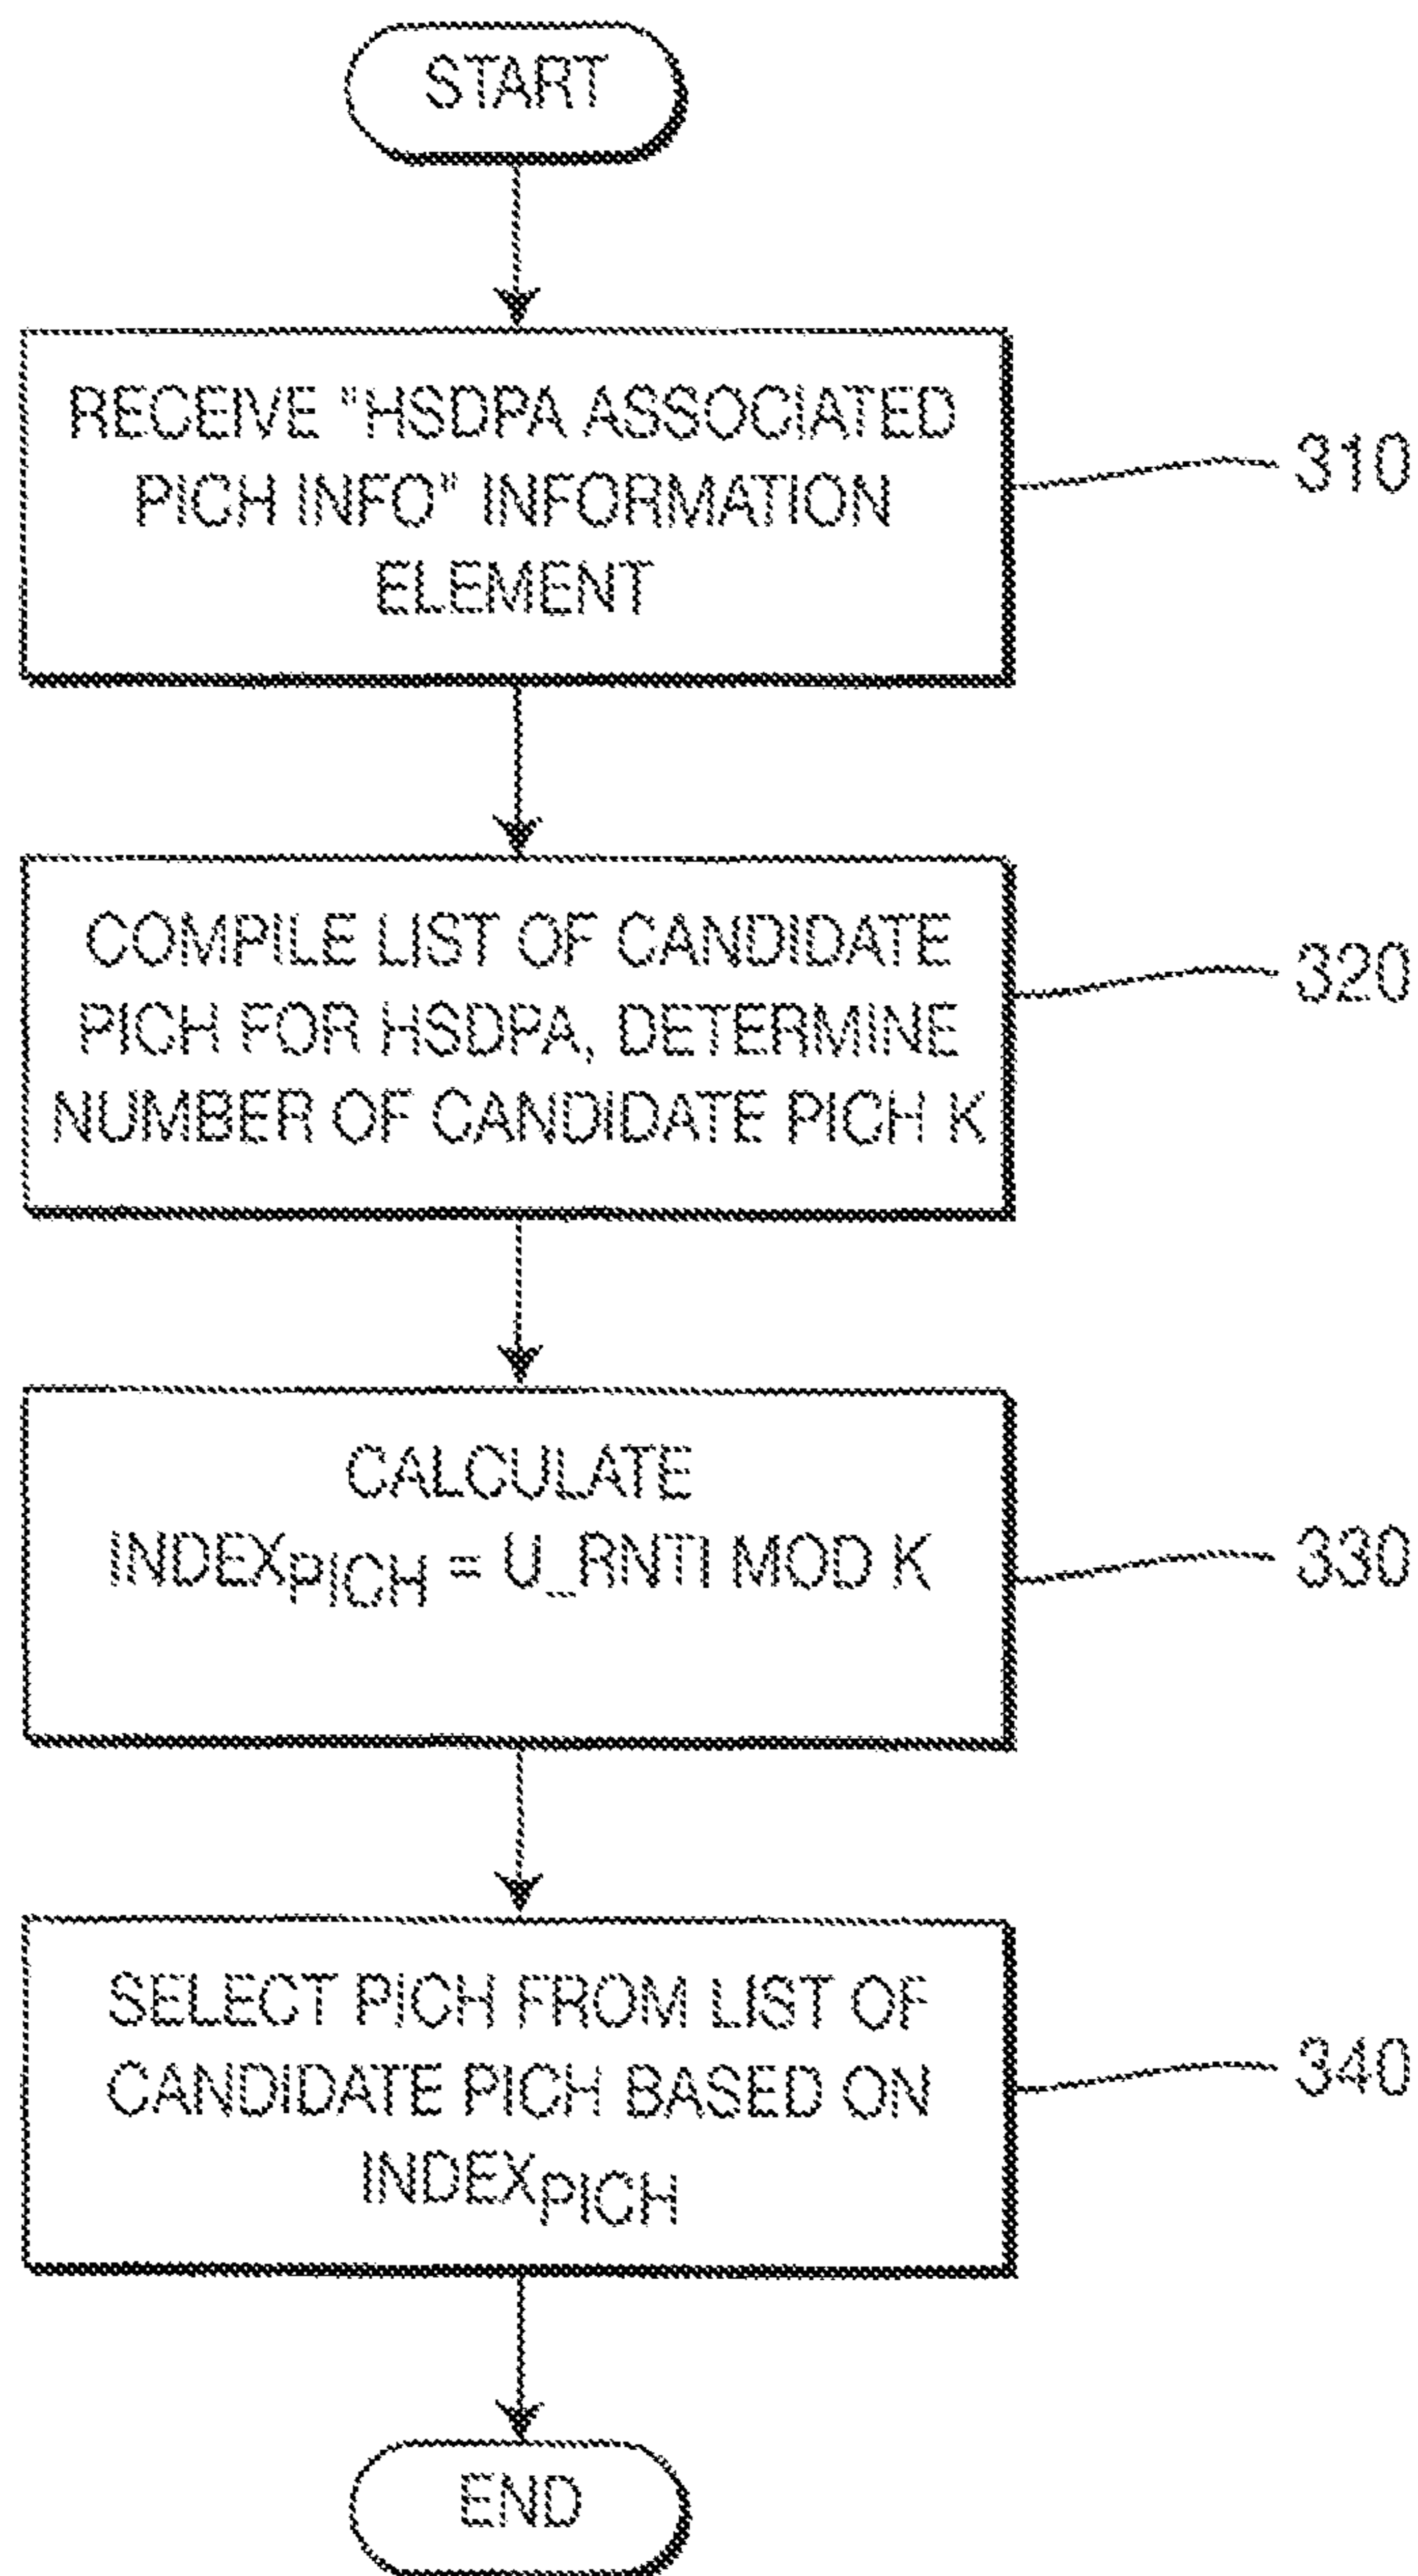 START
RECEIVE "HSDPA ASSOCIATED
PICH INFO" INFORMATION
ELEMENT
310
COMPILE LIST OF CANDIDATE
PICH FOR HSDPA, DETERMINE
NUMBER OF CANDIDATE PICH K
320
CALCULATE
INDEXPICH = U_RNTI MOD K
330
SELECT PICH FROM LIST OF
CANDIDATE PICH BASED ON
INDEXPICH
340
END